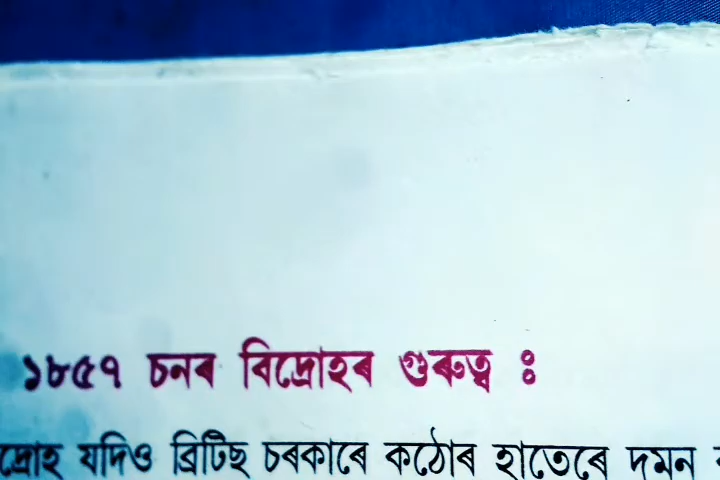 ১৮৫৭ চনৰ বিদ্ৰোহৰ গুৰুত্ব ঃ
যদিও ব্ৰিটিছ চৰকাৰে কঠোৰ হাতেৰে দমন